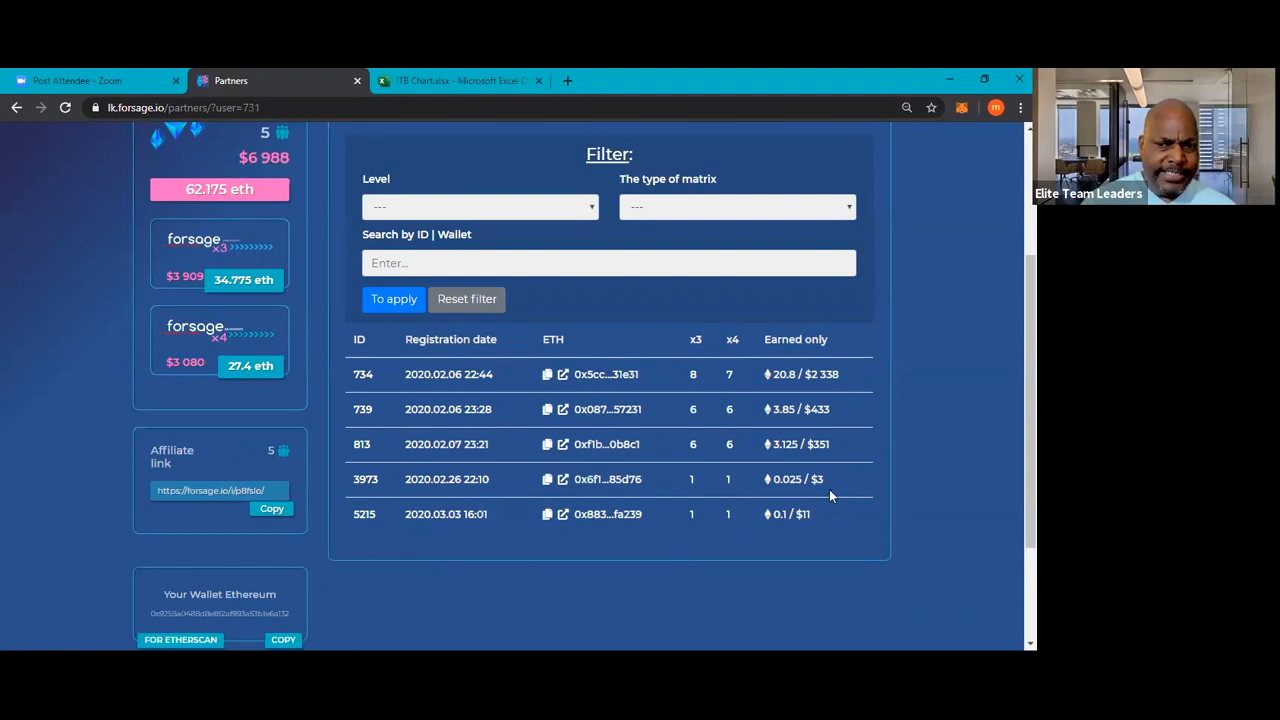 Post Attendee - Zoom
Partners
ITB Chart.xlsx - Microsoft Excel O
lk.forsage.io/partners/?user=731
m
Elite Team Leaders
5
$6 988
62.175 eth
forsage
x3
$3 909
34.775 eth
forsage
x4
$3 080
27.4 eth
Affiliate link
5
https://forsage.io/i/p8fslo/
Copy
Your Wallet Ethereum
FOR ETHERSCAN
COPY
Filter:
Level
The type of matrix
---
---
Search by ID | Wallet
Enter...
To apply
Reset filter
ID Registration date ETH x3 x4 Earned only
734 2020.02.06 22:44 0x5cc...31e31 8 7 20.8 / $2 338
739 2020.02.06 23:28 0x087...57231 6 6 3.85 / $433
813 2020.02.07 23:21 0xf1b...0b8c1 6 6 3.125 / $351
3973 2020.02.26 22:10 0x6f1...85d76 1 1 0.025 / $3
5215 2020.03.03 16:01 0x883...fa239 1 1 0.1 / $11